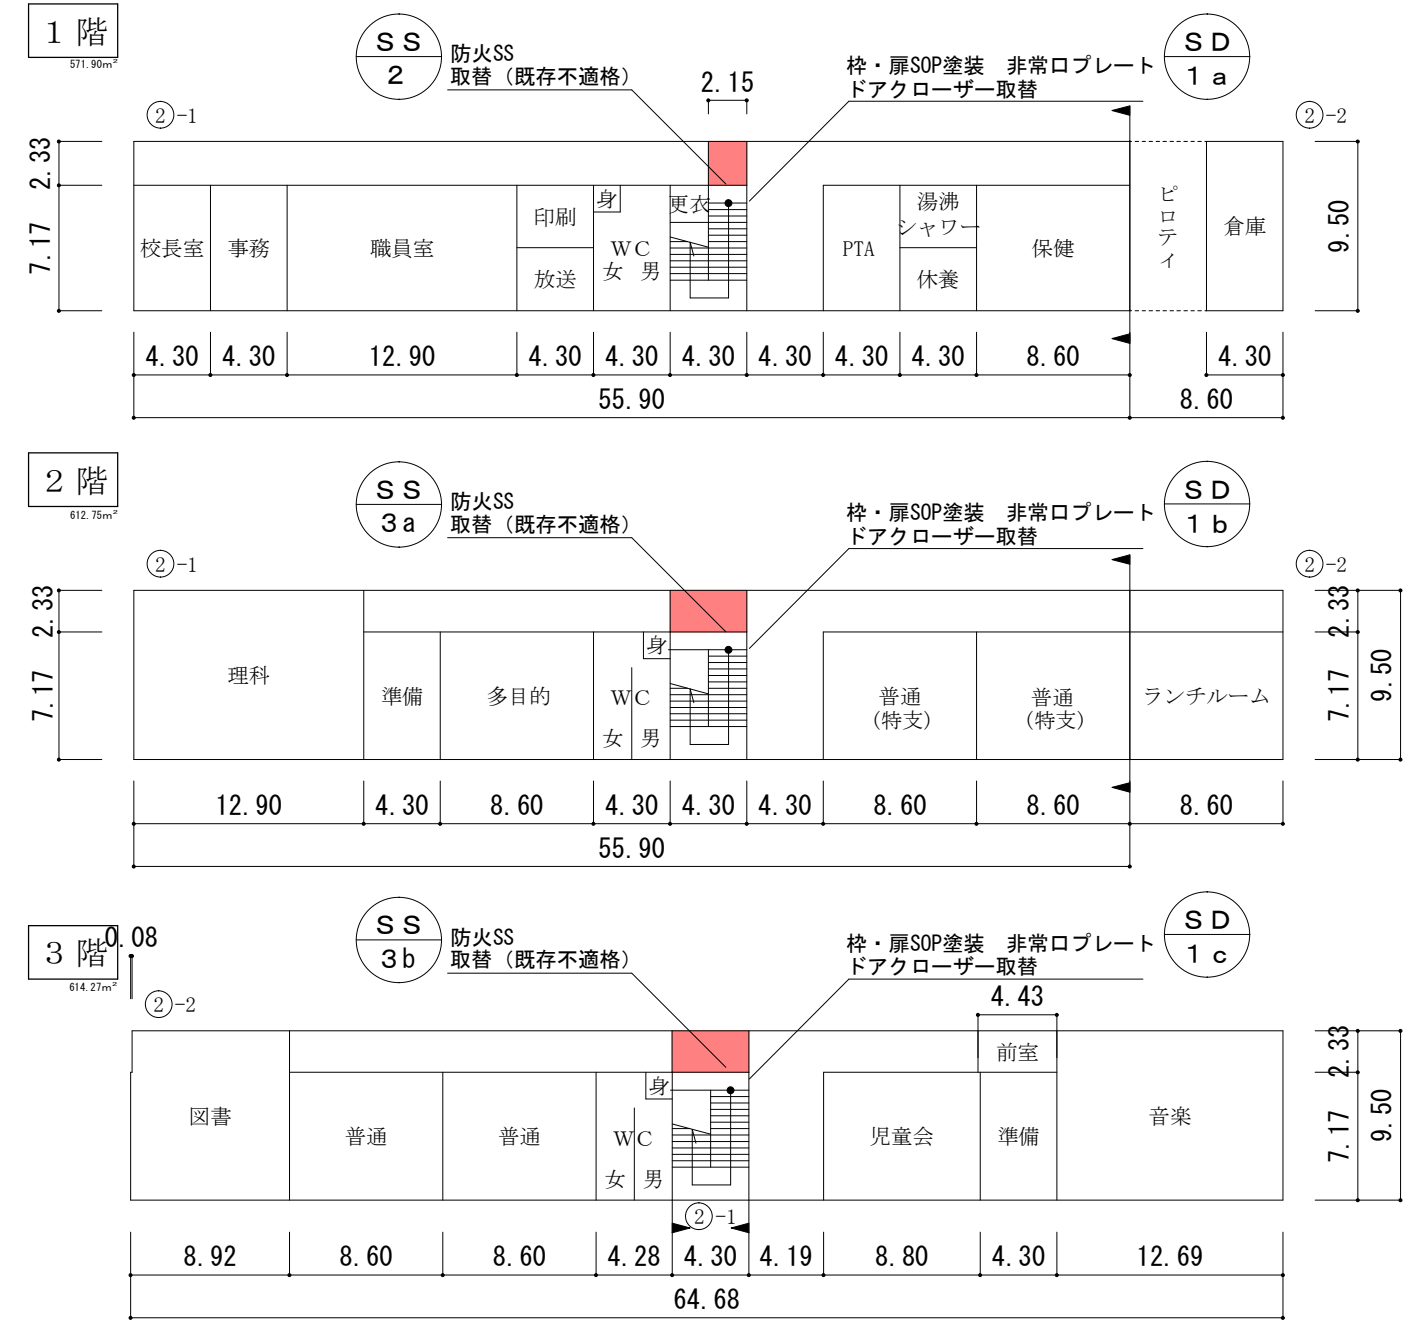 1 階
571.90m²
SS
2
防火SS
取替（既存不適格）
2.15
枠・扉SOP塗装　非常口プレート
ドアクローザー取替
SD
1a
②-1
②-2
2.33
7.17
9.50
校長室
事務
職員室
印刷
放送
身
WC
女 男
更衣
PTA
湯沸
シャワー
休養
保健
ピロティ
倉庫
4.30 4.30 12.90 4.30 4.30 4.30 4.30 4.30 4.30 8.60 4.30
55.90 8.60
2 階
612.75m²
SS
3a
防火SS
取替（既存不適格）
枠・扉SOP塗装　非常口プレート
ドアクローザー取替
SD
1b
②-1
②-2
2.33
7.17
2.33
7.17
9.50
理科
準備
多目的
身
WC
女 男
普通
(特支)
普通
(特支)
ランチルーム
12.90 4.30 8.60 4.30 4.30 4.30 8.60 8.60 8.60
55.90
3 階
0.08
614.27m²
SS
3b
防火SS
取替（既存不適格）
枠・扉SOP塗装　非常口プレート
ドアクローザー取替
SD
1c
②-2
4.43
2.33
7.17
9.50
図書
普通
普通
身
WC
女 男
児童会
前室
準備
音楽
②-1
8.92 8.60 8.60 4.28 4.30 4.19 8.80 4.30 12.69
64.68